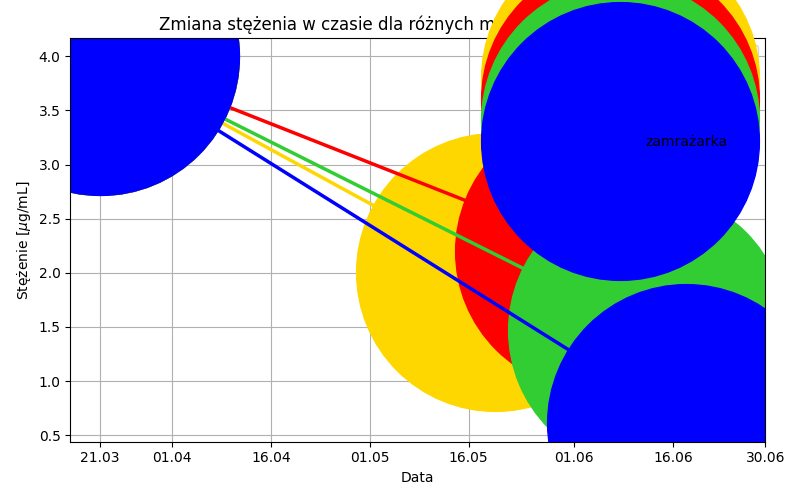 Zmiana stężenia w czasie dla różnych
zamrażarka
Stężenie [µg/mL]
4.0
3.5
3.0
2.5
2.0
1.5
1.0
0.5
21.03 01.04 16.04 01.05 16.05 01.06 16.06 30.06
Data